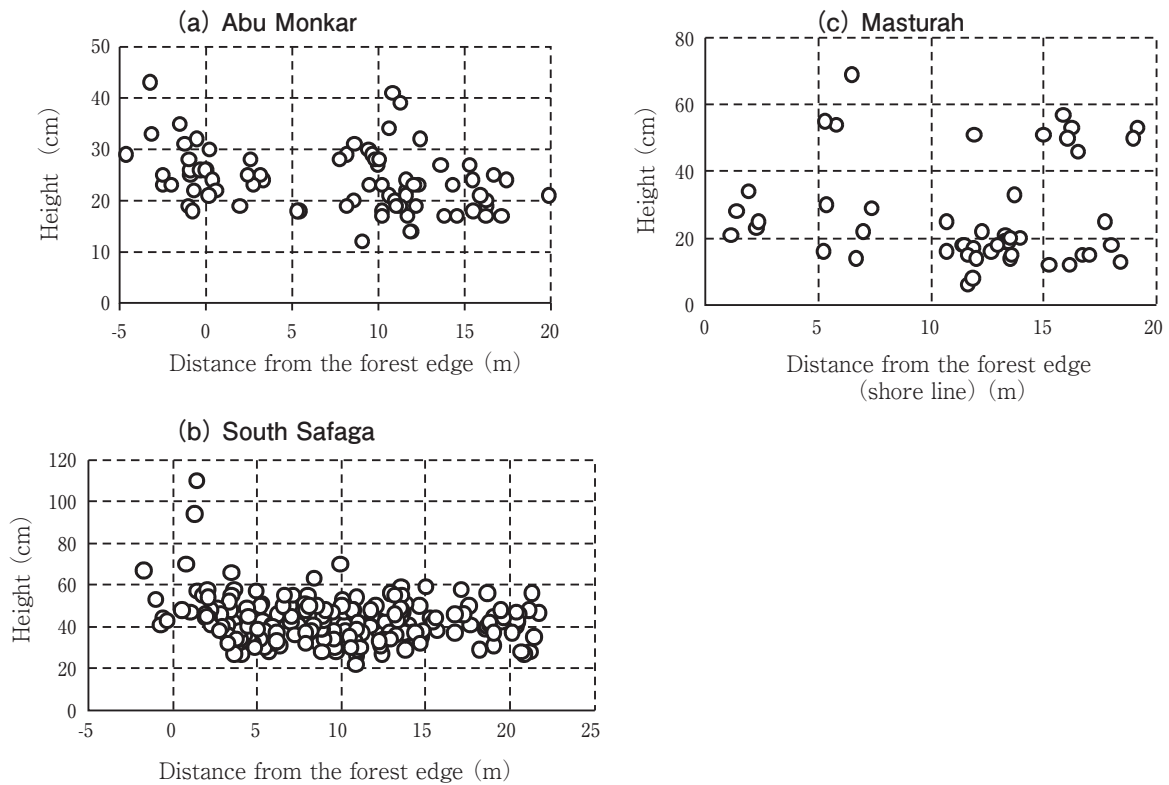 (a) Abu Monkar
50
40
30
20
10
0
Height (cm)
-5 0 5 10 15 20
Distance from the forest edge (m)
(c) Masturah
80
60
40
20
0
Height (cm)
0 5 10 15 20
Distance from the forest edge
(shore line) (m)
(b) South Safaga
120
100
80
60
40
20
0
Height (cm)
-5 0 5 10 15 20 25
Distance from the forest edge (m)